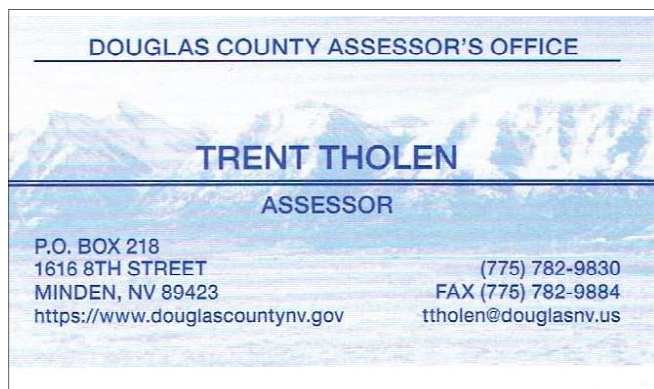 DOUGLAS COUNTY ASSESSOR'S OFFICE
TRENT THOLEN
ASSESSOR
P.O. BOX 218
1616 8TH STREET
MINDEN, NV 89423
https://www.douglascountynv.gov
(775) 782-9830
FAX (775) 782-9884
ttholen@douglasnv.us